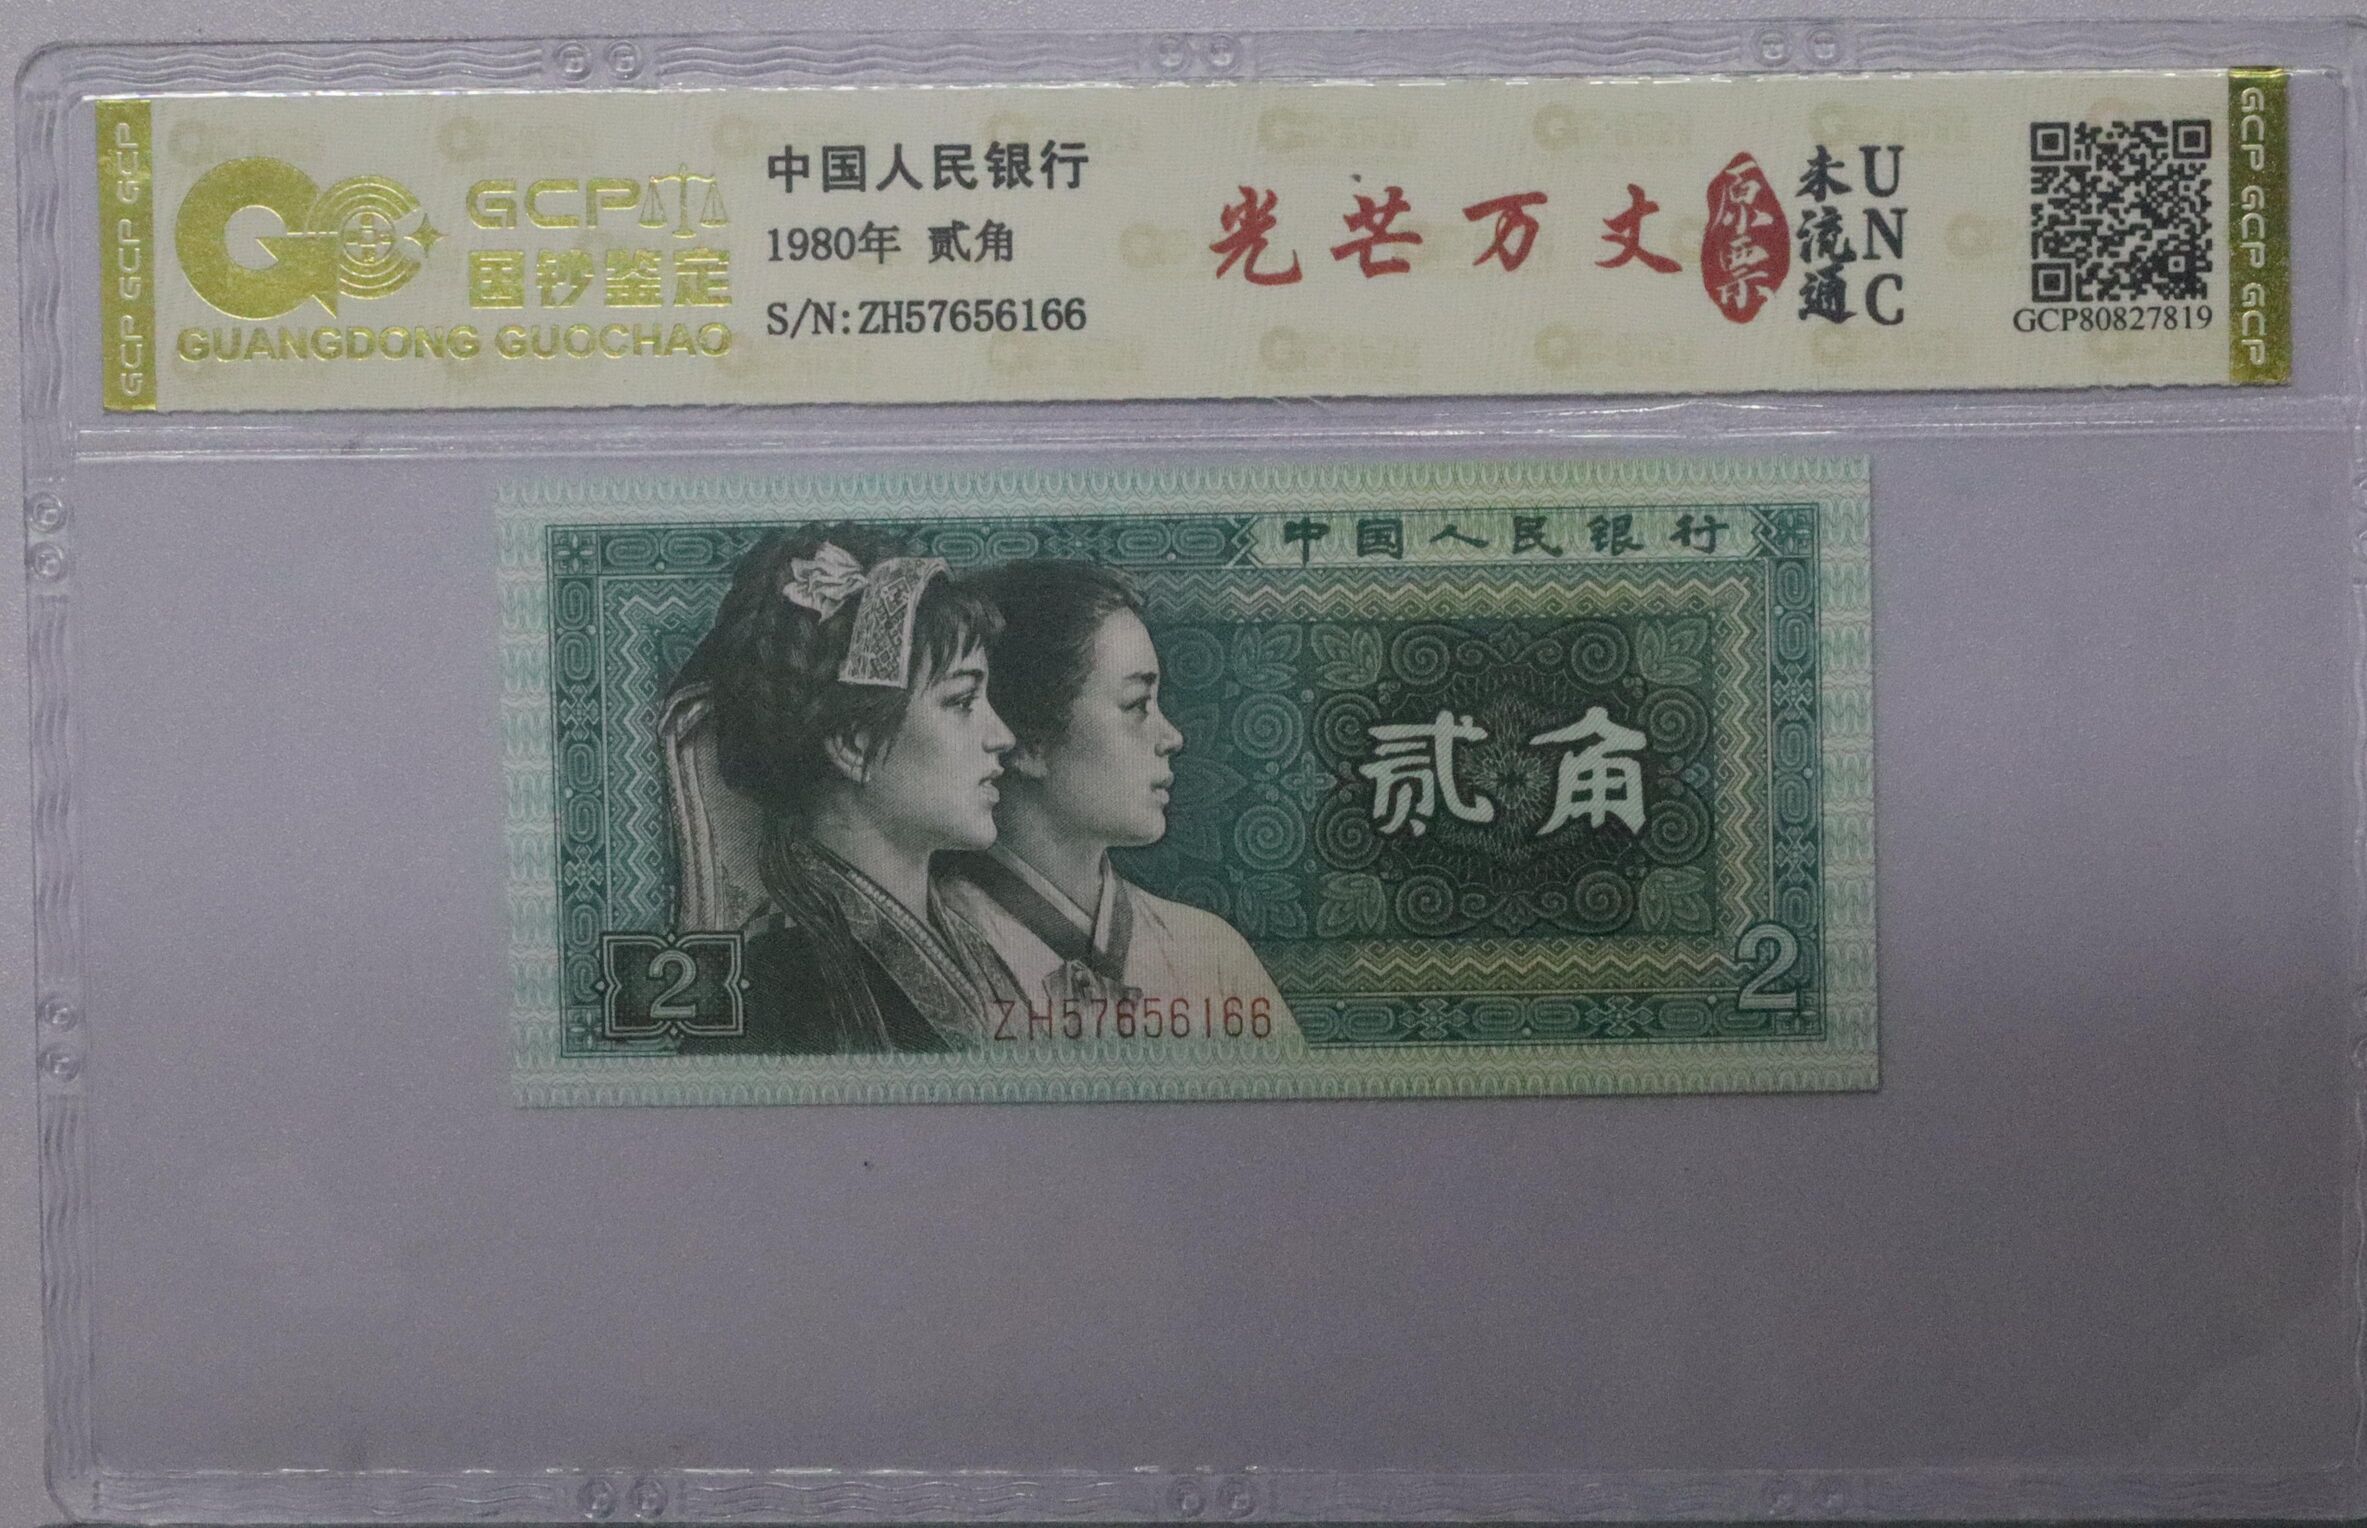 GCP GCP GCP
GCP
国钞鉴定
GUANGDONG GUOCHAO
中国人民银行
1980年 贰角
S/N:ZH57656166
光芒万丈
原票
未流通
UNC
GCP80827819
GCP GCP GCP
中国人民银行
贰角
2
2
ZH57656166